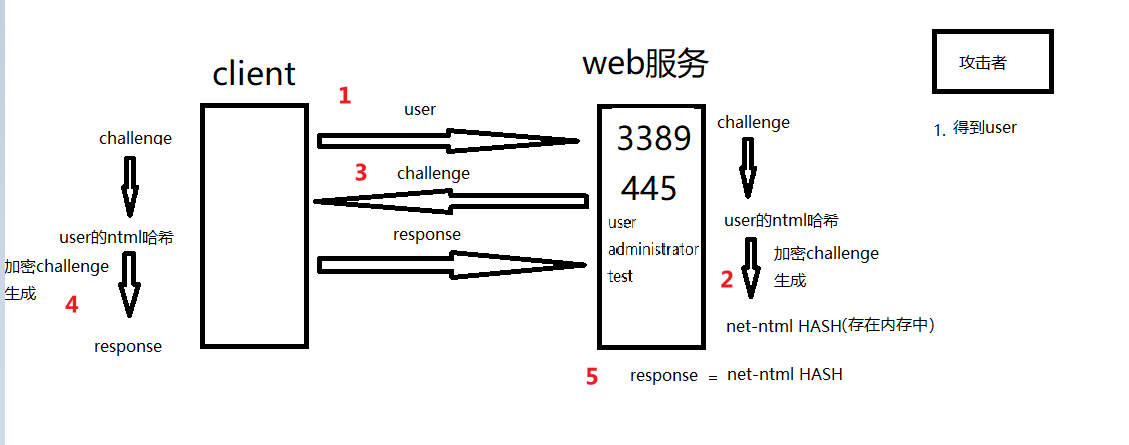 client
web服务
攻击者
1
user
challenge
3389
challenge
1. 得到user
3
challenge
445
user的ntml哈希
response
user
administrator
test
user的ntml哈希
加密challenge
生成
4
2
加密challenge
生成
response
net-ntml HASH(存在内存中)
5
response = net-ntml HASH